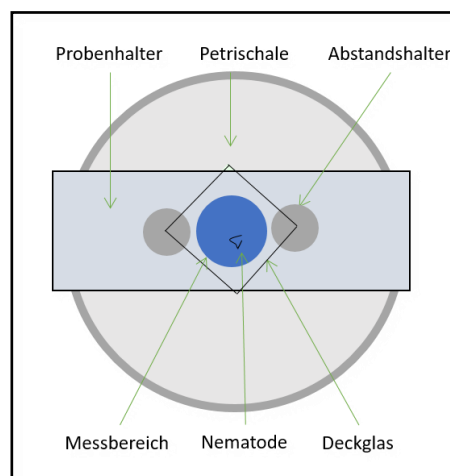 Probenhalter Petrischale Abstandshalter
Messbereich Nematode Deckglas